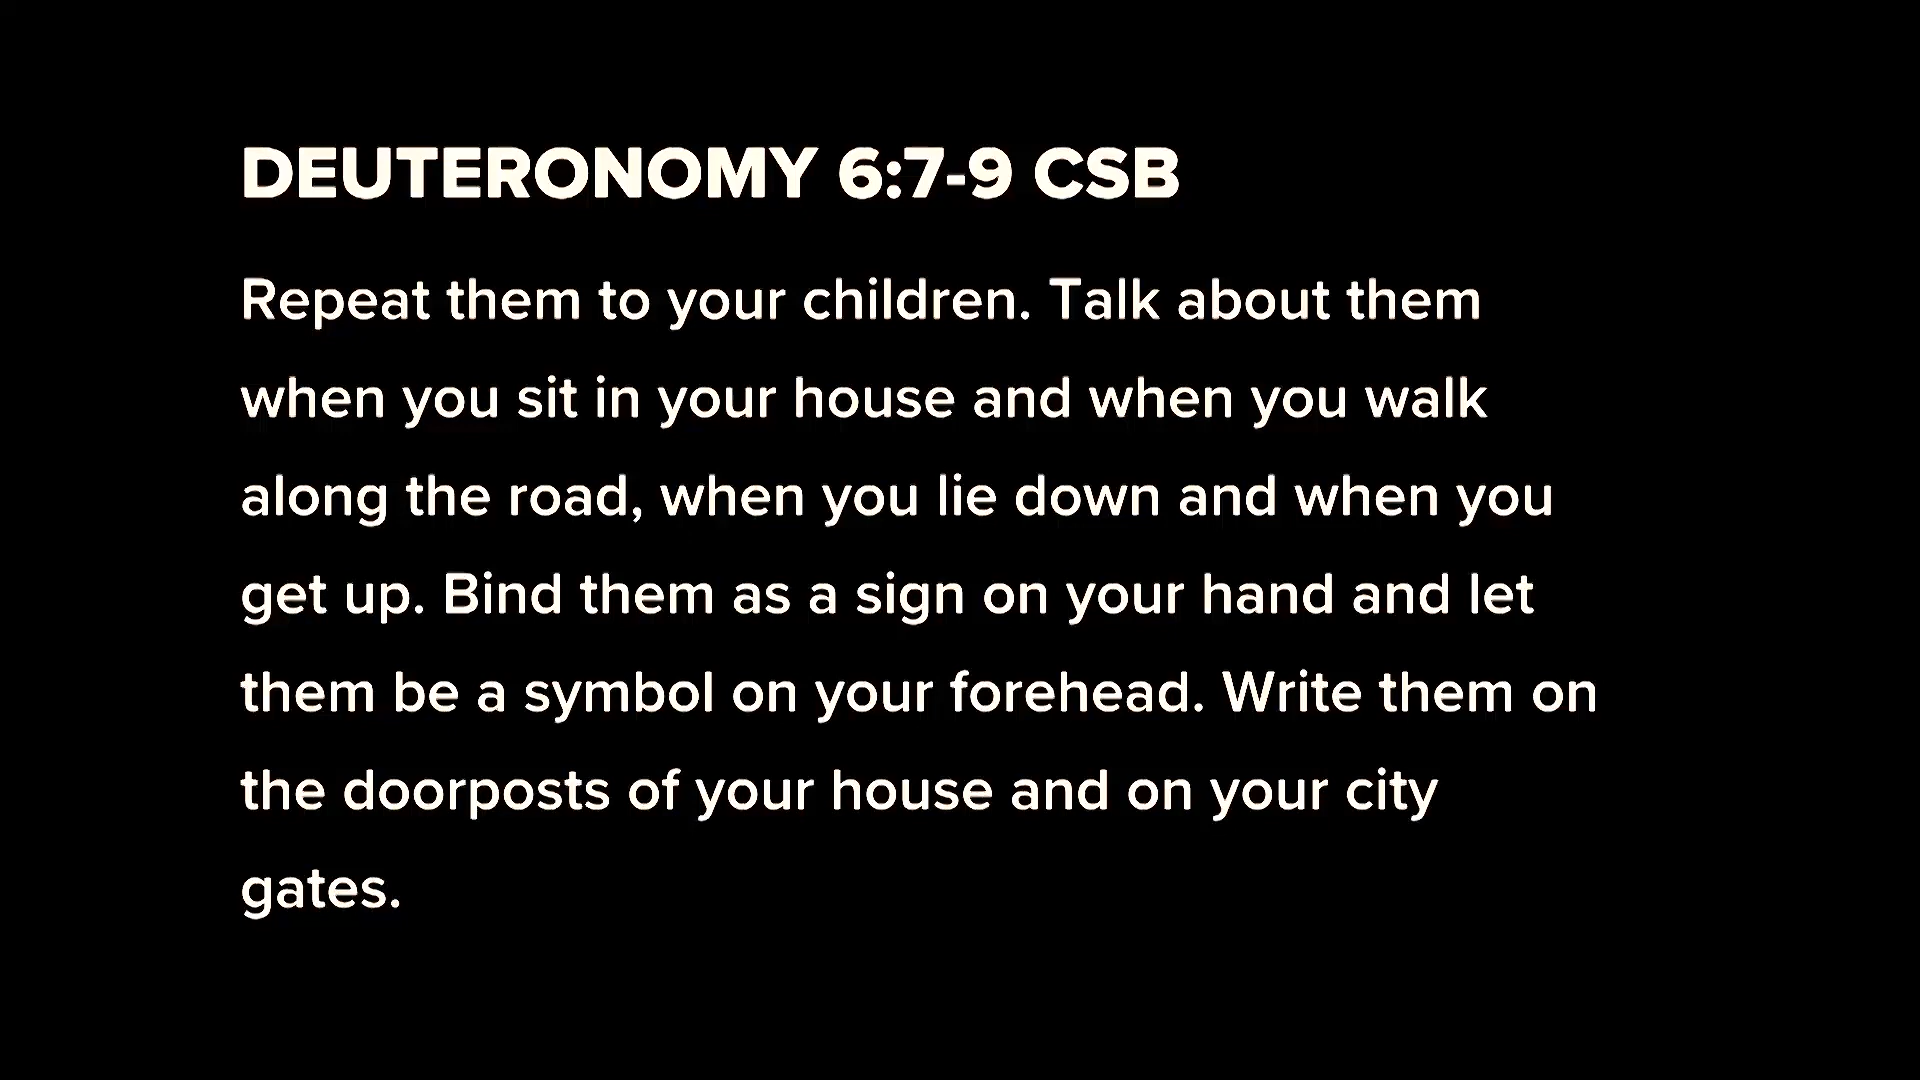 DEUTERONOMY 6:7-9 CSB
Repeat them to your children. Talk about them
when you sit in your house and when you walk
along the road, when you lie down and when you
get up. Bind them as a sign on your hand and let
them be a symbol on your forehead. Write them on
the doorposts of your house and on your city
gates.